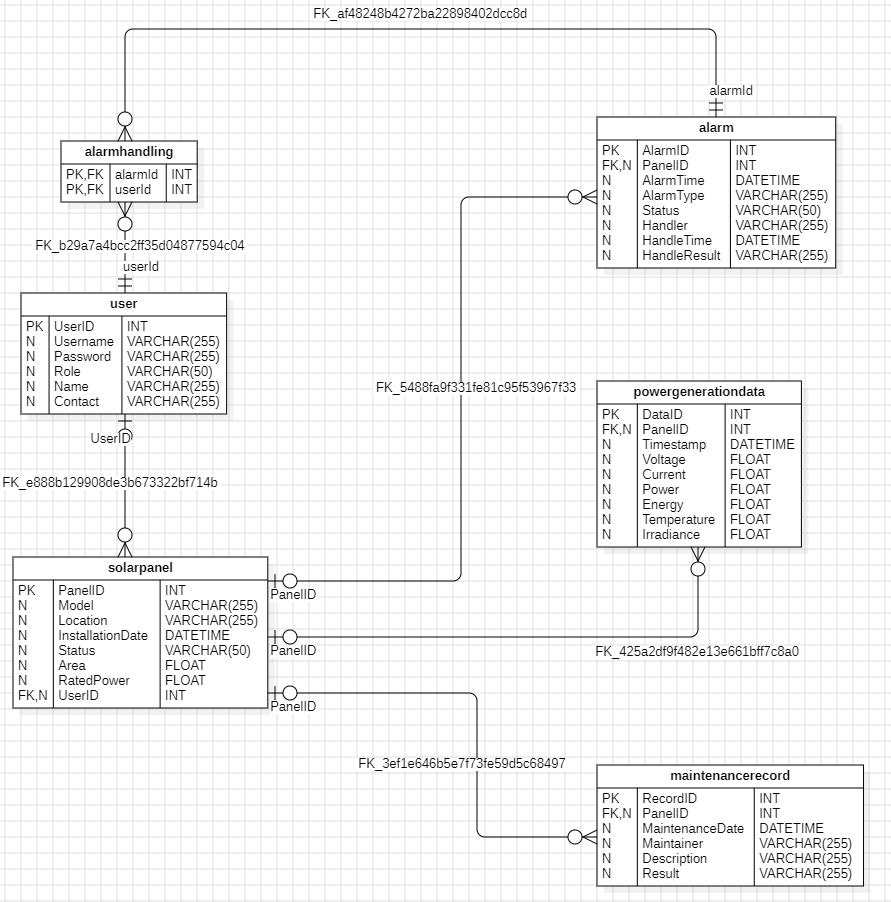 FK_af48248b4272ba22898402dcc8d
alarmId
alarmhandling
PK,FK alarmId INT
PK,FK userId INT
alarm
PK AlarmID INT
FK,N PanelID INT
N AlarmTime DATETIME
N AlarmType VARCHAR(255)
N Status VARCHAR(50)
N Handler VARCHAR(255)
N HandleTime DATETIME
N HandleResult VARCHAR(255)
FK_b29a7a4bcc2ff35d04877594c04
userId
user
PK UserID INT
N Username VARCHAR(255)
N Password VARCHAR(255)
N Role VARCHAR(50)
N Name VARCHAR(255)
N Contact VARCHAR(255)
UserID
FK_5488fa9f331fe81c95f53967f33
powergenerationdata
PK DataID INT
FK,N PanelID INT
N Timestamp DATETIME
N Voltage FLOAT
N Current FLOAT
N Power FLOAT
N Energy FLOAT
N Temperature FLOAT
N Irradiance FLOAT
FK_e888b129908de3b673322bf714b
solarpanel
PK PanelID INT
N Model VARCHAR(255)
N Location VARCHAR(255)
N InstallationDate DATETIME
N Status VARCHAR(50)
N Area FLOAT
N RatedPower FLOAT
FK,N UserID INT
PanelID
PanelID
PanelID
FK_425a2df9f482e13e661bff7c8a0
FK_3ef1e646b5e7f73fe59d5c68497
maintenancerecord
PK RecordID INT
FK,N PanelID INT
N MaintenanceDate DATETIME
N Maintainer VARCHAR(255)
N Description VARCHAR(255)
N Result VARCHAR(255)